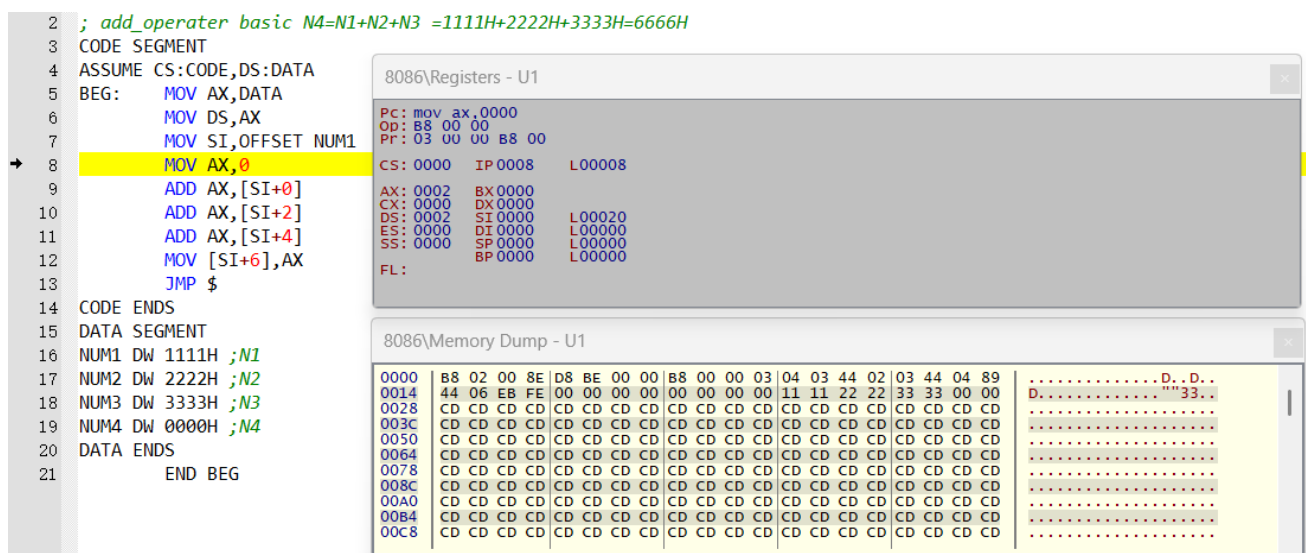 2 ; add_operater basic N4=N1+N2+N3 =1111H+2222H+3333H=6666H
3 CODE SEGMENT
4 ASSUME CS:CODE,DS:DATA
5 BEG: MOV AX,DATA
6 MOV DS,AX
7 MOV SI,OFFSET NUM1
8 MOV AX,0
9 ADD AX,[SI+0]
10 ADD AX,[SI+2]
11 ADD AX,[SI+4]
12 MOV [SI+6],AX
13 JMP $
14 CODE ENDS
15 DATA SEGMENT
16 NUM1 DW 1111H ;N1
17 NUM2 DW 2222H ;N2
18 NUM3 DW 3333H ;N3
19 NUM4 DW 0000H ;N4
20 DATA ENDS
21 END BEG
8086\Registers - U1
Pc: mov ax,0000
Op: B8 00 00
Pr: 03 00 00 B8 00
CS: 0000 IP 0008 L00008
AX: 0002 BX 0000
CX: 0000 DX 0000
DS: 0002 SI 0000 L00020
ES: 0000 DI 0000 L00000
SS: 0000 SP 0000 L00000
BP 0000 L00000
FL:
8086\Memory Dump - U1
0000 B8 02 00 8E D8 BE 00 00 B8 00 00 03 04 03 44 02 03 44 04 89 ..............D..D..
0014 44 06 EB FE 00 00 00 00 00 00 00 00 11 11 22 22 33 33 00 00 D.............""33..
0028 CD CD CD CD CD CD CD CD CD CD CD CD CD CD CD CD CD CD CD CD ....................
003C CD CD CD CD CD CD CD CD CD CD CD CD CD CD CD CD CD CD CD CD ....................
0050 CD CD CD CD CD CD CD CD CD CD CD CD CD CD CD CD CD CD CD CD ....................
0064 CD CD CD CD CD CD CD CD CD CD CD CD CD CD CD CD CD CD CD CD ....................
0078 CD CD CD CD CD CD CD CD CD CD CD CD CD CD CD CD CD CD CD CD ....................
008C CD CD CD CD CD CD CD CD CD CD CD CD CD CD CD CD CD CD CD CD ....................
00A0 CD CD CD CD CD CD CD CD CD CD CD CD CD CD CD CD CD CD CD CD ....................
00B4 CD CD CD CD CD CD CD CD CD CD CD CD CD CD CD CD CD CD CD CD ....................
00C8 CD CD CD CD CD CD CD CD CD CD CD CD CD CD CD CD CD CD CD CD ....................